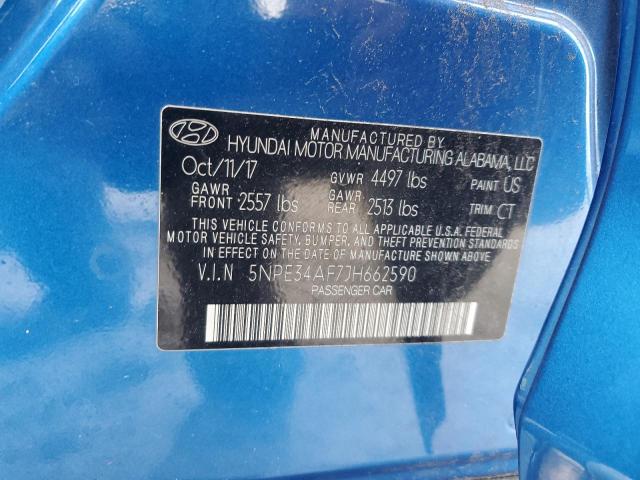 MANUFACTURED BY
HYUNDAI MOTOR MANUFACTURING ALABAMA, LLC
Oct/11/17 GVWR 4497 lbs PAINT US
GAWR FRONT 2557 lbs GAWR REAR 2513 lbs TRIM CT
THIS VEHICLE CONFORMS TO ALL APPLICABLE U.S.A. FEDERAL
MOTOR VEHICLE SAFETY, BUMPER, AND THEFT PREVENTION STANDARDS
IN EFFECT ON THE DATE OF MANUFACTURE SHOWN ABOVE.
V.I.N 5NPE34AF7JH662590
PASSENGER CAR